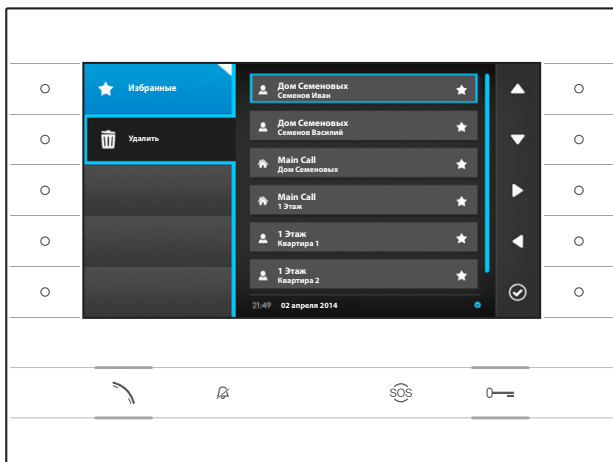 Избранные
Удалить
Дом Семеновых
Семенов Иван
Дом Семеновых
Семенов Василий
Main Call
Дом Семеновых
Main Call
1 Этаж
1 Этаж
Квартира 1
1 Этаж
Квартира 2
21:49 02 апреля 2014
SOS